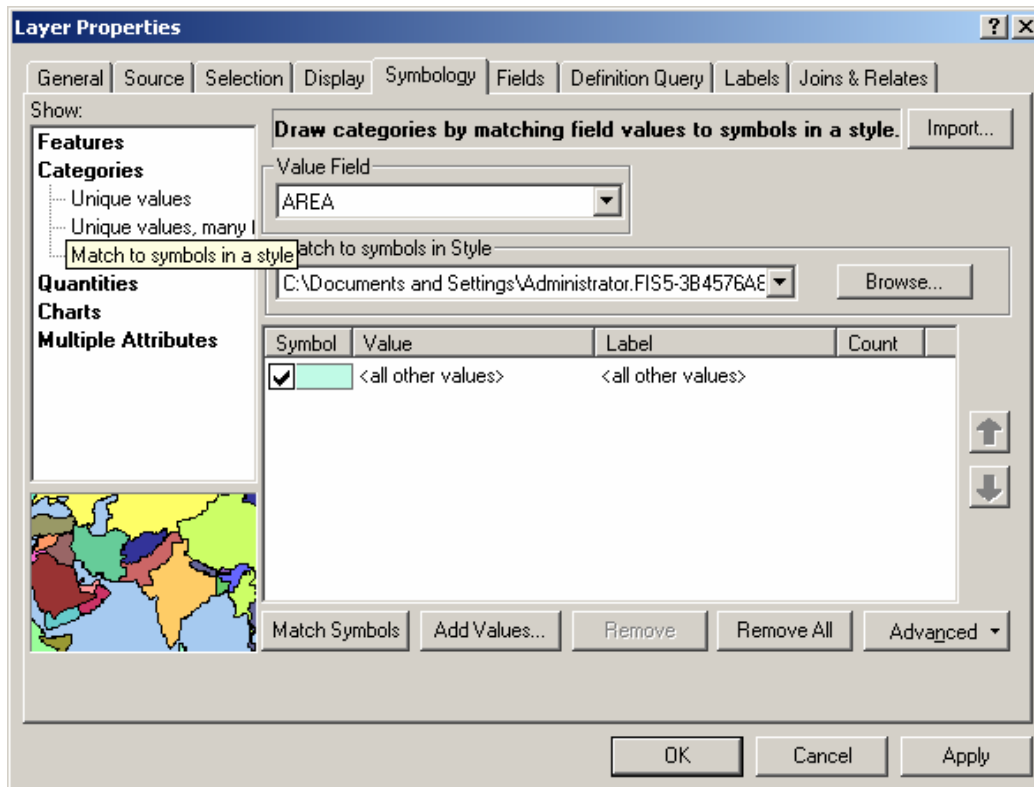 Layer Properties
General Source Selection Display Symbology Fields Definition Query Labels Joins & Relates
Show:
Features
Categories
Unique values
Unique values, many
Match to symbols in a style
Quantities
Charts
Multiple Attributes
Draw categories by matching field values to symbols in a style.
Import...
Value Field
AREA
Match to symbols in Style
C:\Documents and Settings\Administrator.FIS5-3B4576A8
Browse...
Symbol Value Label Count
<all other values> <all other values>
Match Symbols Add Values... Remove Remove All Advanced
OK Cancel Apply